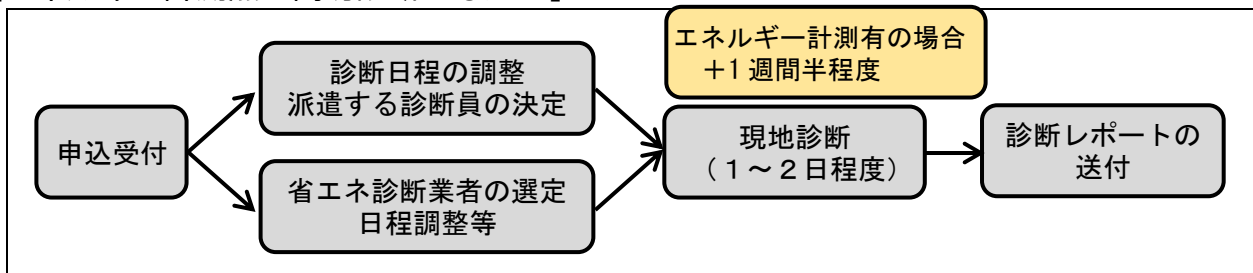 申込受付
診断日程の調整
派遣する診断員の決定
省エネ診断業者の選定
日程調整等
エネルギー計測有の場合
+1週間半程度
現地診断
(1~2日程度)
診断レポートの
送付